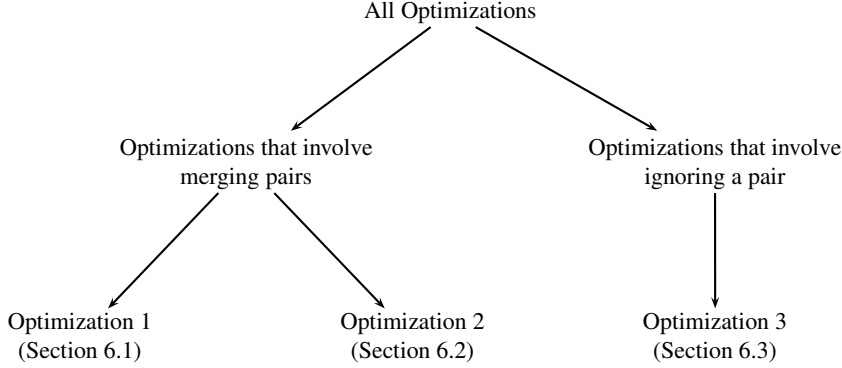 All Optimizations
Optimizations that involve
merging pairs
Optimizations that involve
ignoring a pair
Optimization 1
(Section 6.1)
Optimization 2
(Section 6.2)
Optimization 3
(Section 6.3)